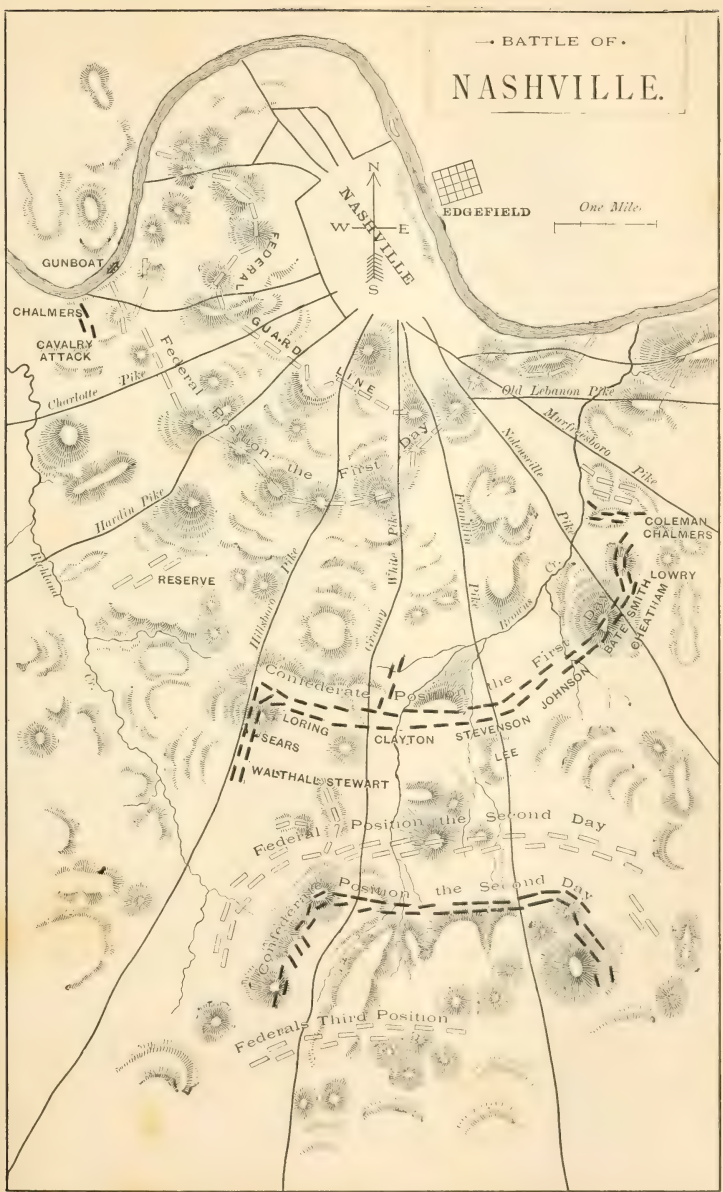 BATTLE OF
NASHVILLE.
N
W
E
S
NASHVILLE
EDGEFIELD
One Mile
GUNBOAT
FEDERAL
GUARD
LINE
CHALMERS
CAVALRY
ATTACK
Federal Position the First Day
Charlotte Pike
Old Lebanon Pike
Murfreesboro Pike
Nolensville Pike
Hardin Pike
Franklin Pike
White Pike
Granny
COLEMAN
CHALMERS
Richland Cr.
RESERVE
Hillsboro Pike
Browns Cr.
LOWRY
SMITH
BATE
CHEATHAM
Confederate Position the First Day
JOHNSON
LORING
STEVENSON
CLAYTON
SEARS
LEE
WALTHALL STEWART
Federal Position the Second Day
Confederate Position the Second Day
Federals Third Position